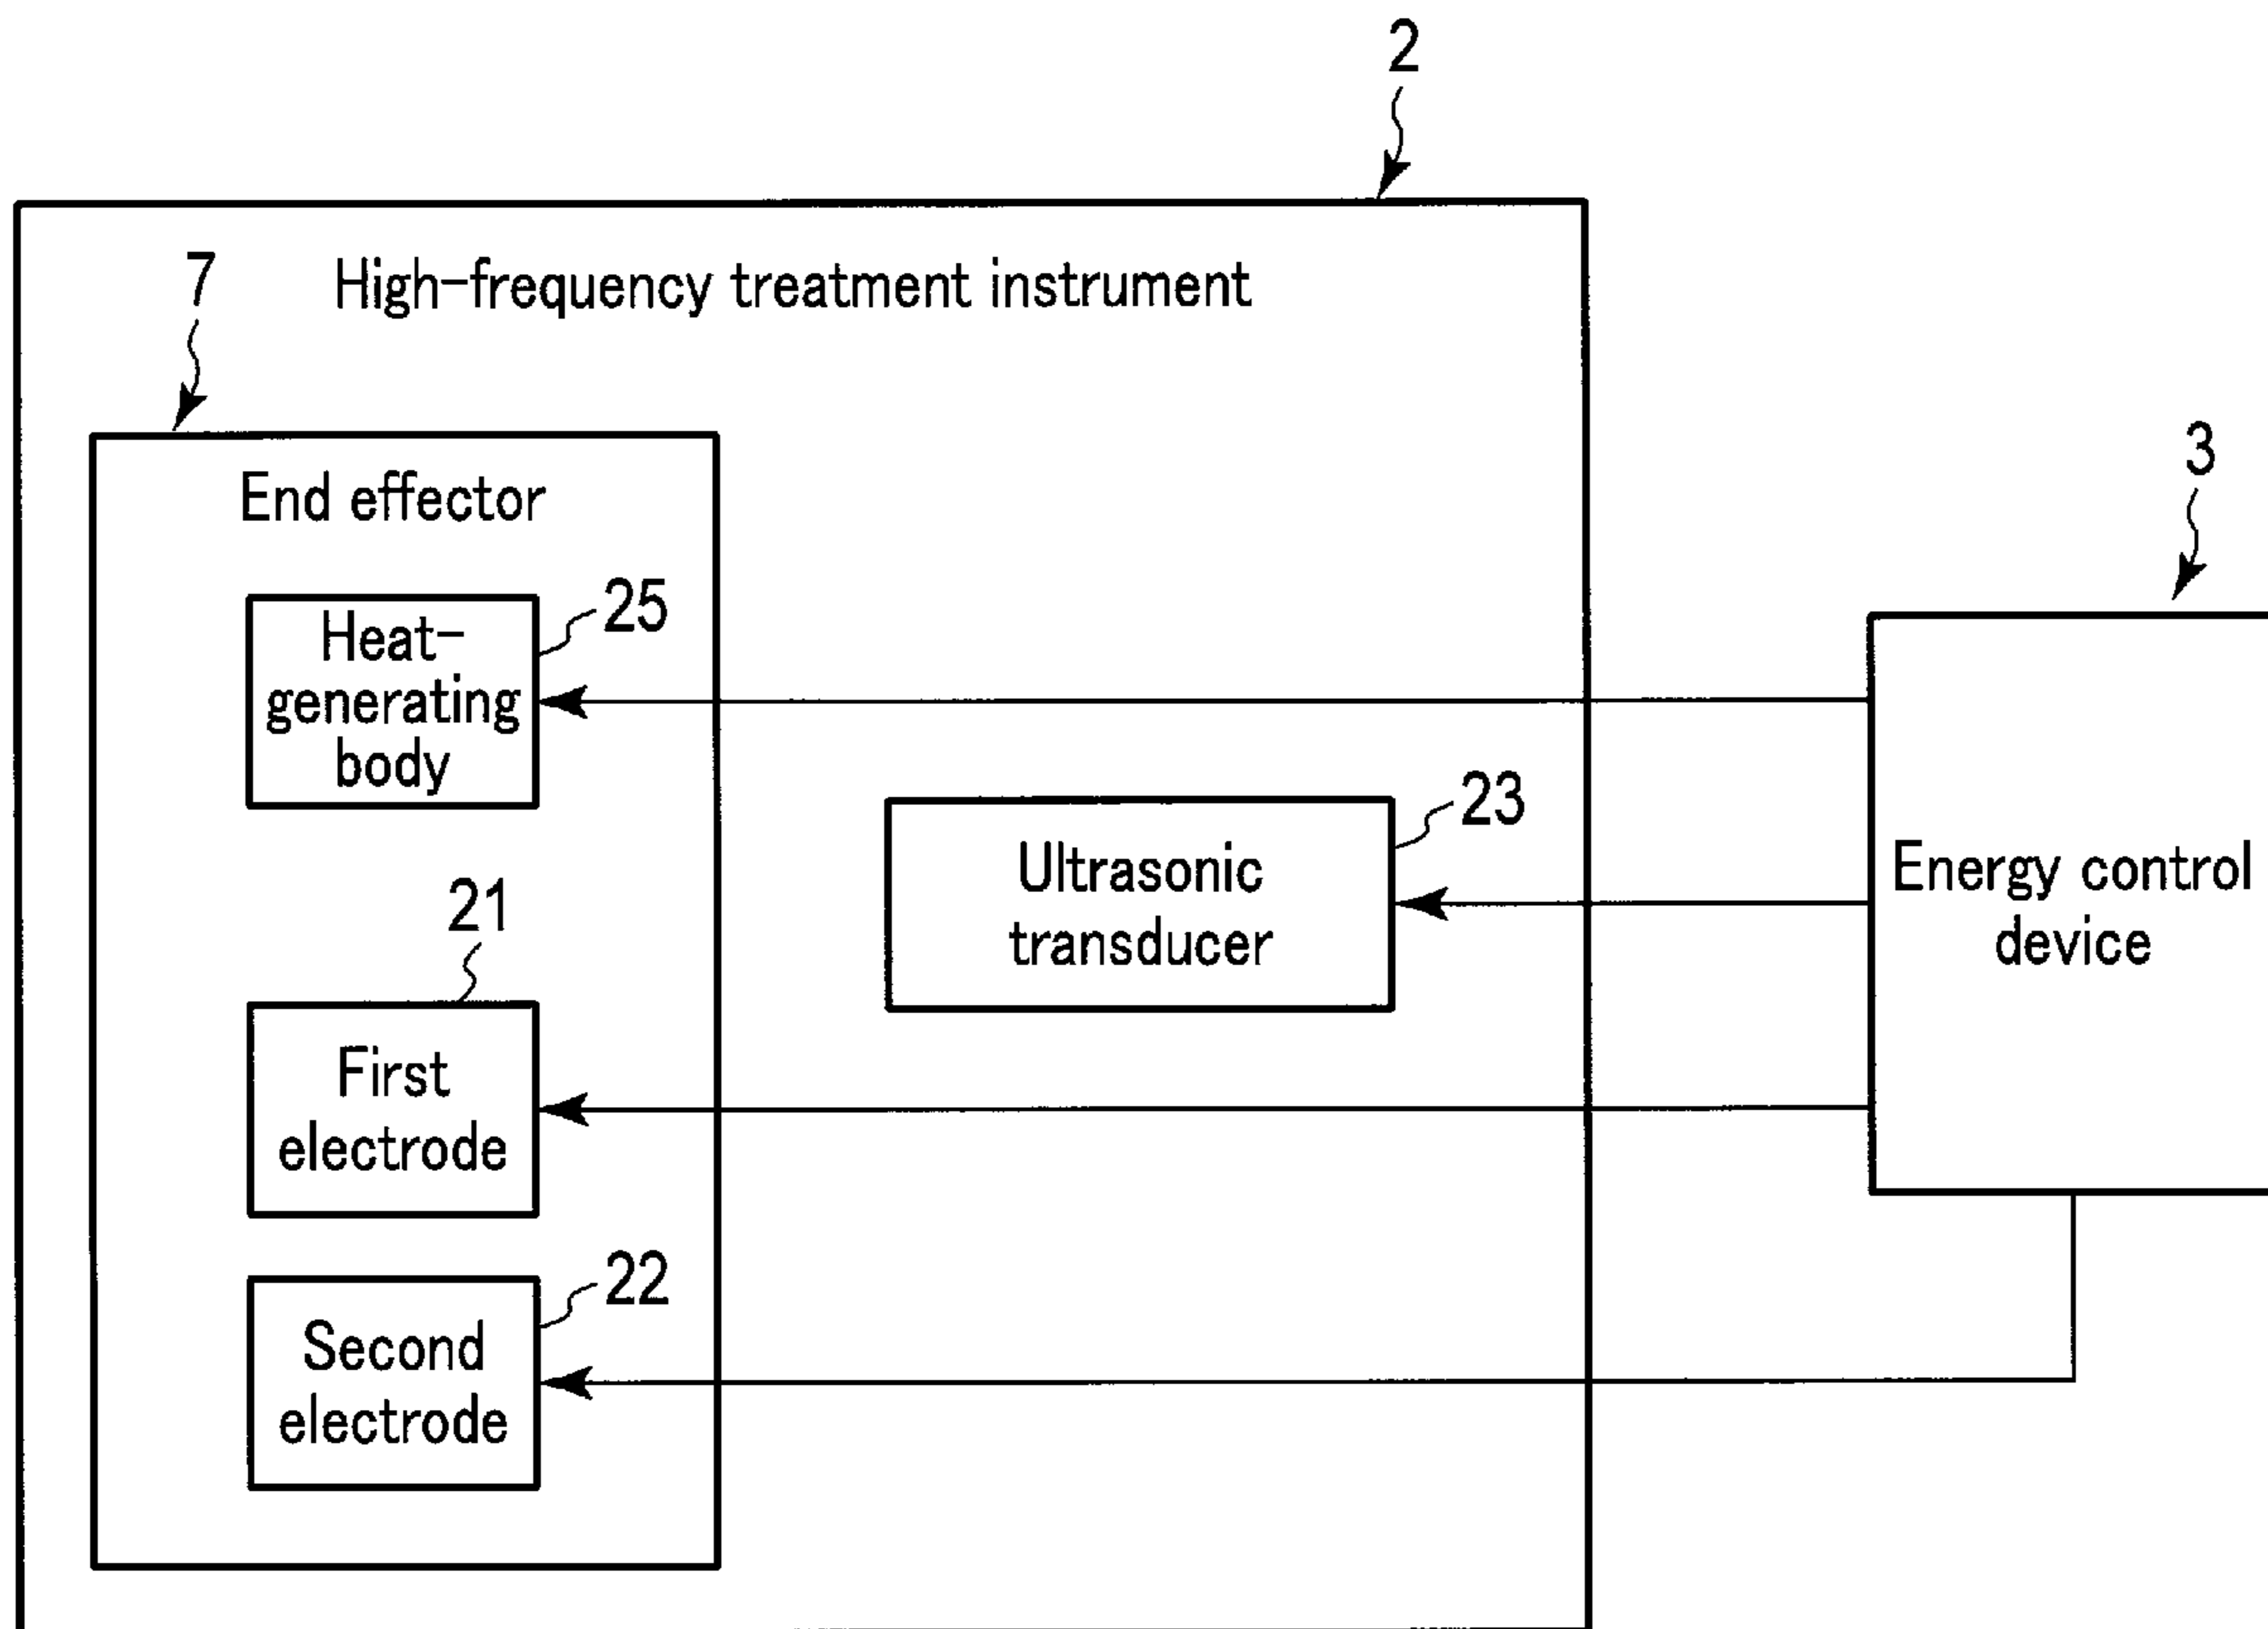 2
High-frequency treatment instrument
7
End effector
3
Heat-
generating
body
25
Ultrasonic
transducer
23
Energy control
device
21
First
electrode
22
Second
electrode